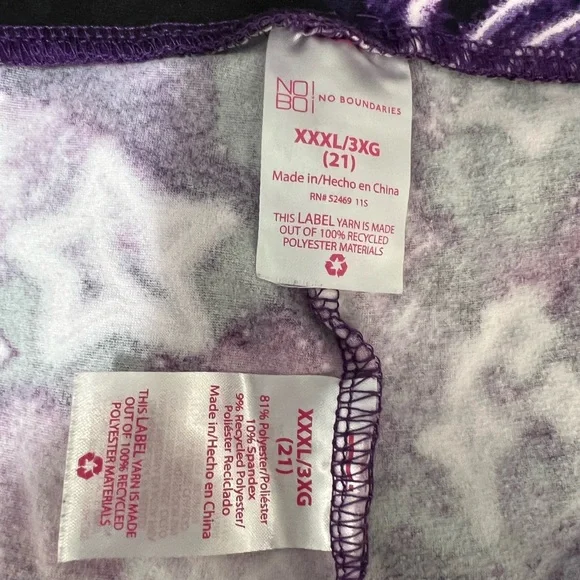 NO!
BO! NO BOUNDARIES
XXXL/3XG
(21)
Made in/Hecho en China
RN# 52469 11S
THIS LABEL YARN IS MADE
OUT OF 100% RECYCLED
POLYESTER MATERIALS
XXXL/3XG
(21)
81% Polyester/Poliéster
10% Spandex
9% Recycled Polyester/
Poliéster Reciclado
Made in/Hecho en China
THIS LABEL YARN IS MADE
OUT OF 100% RECYCLED
POLYESTER MATERIALS